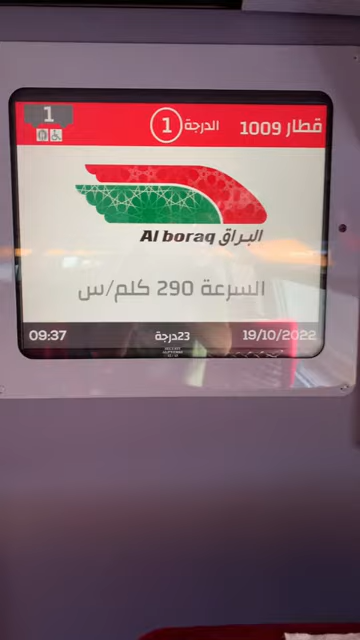 1
قطار 1009 الدرجة 1
Al boraq البراق
السرعة 290 كلم/س
09:37 23درجة 19/10/2022